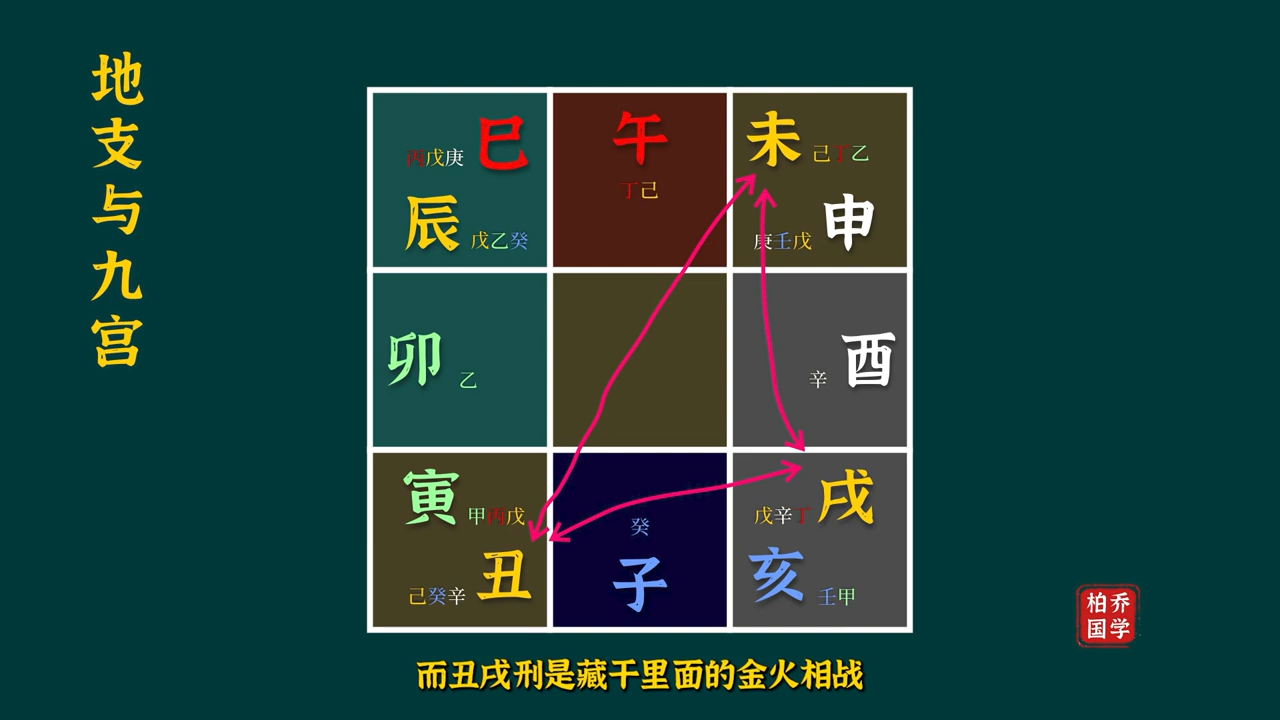 地支与九宫
丙戊庚 巳
辰 戊乙癸
午
丁己
未 己丁乙
庚壬戊 申
卯 乙
辛 酉
寅 甲丙戊
己癸辛 丑
癸
子
戊辛丁 戌
亥 壬甲
柏乔
国学
而丑戌刑是藏干里面的金火相战